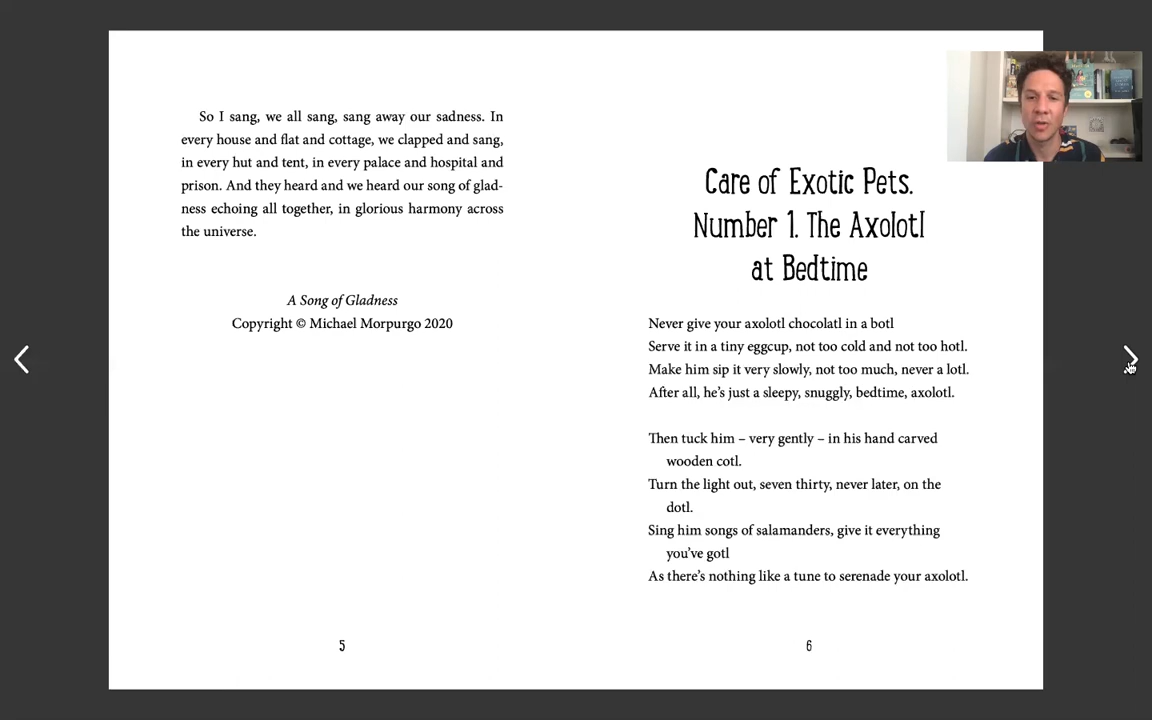 So I sang, we all sang, sang away our sadness. In
every house and flat and cottage, we clapped and sang,
in every hut and tent, in every palace and hospital and
prison. And they heard and we heard our song of glad-
ness echoing all together, in glorious harmony across
the universe.
A Song of Gladness
Copyright © Michael Morpurgo 2020
5
Care of Exotic Pets.
Number 1. The Axolotl
at Bedtime
Never give your axolotl chocolatl in a botl
Serve it in a tiny eggcup, not too cold and not too hotl.
Make him sip it very slowly, not too much, never a lotl.
After all, he's just a sleepy, snuggly, bedtime, axolotl.
Then tuck him – very gently – in his hand carved
wooden cotl.
Turn the light out, seven thirty, never later, on the
dotl.
Sing him songs of salamanders, give it everything
you've gotl
As there's nothing like a tune to serenade your axolotl.
6